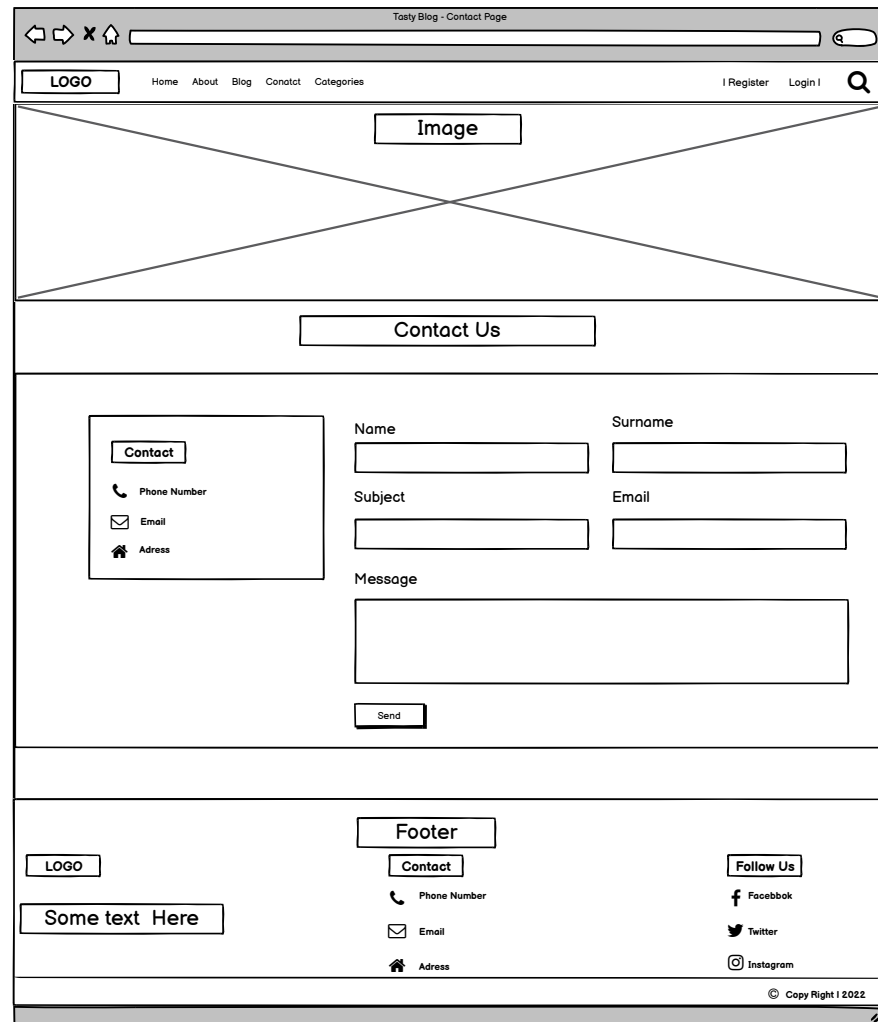 Tasty Blog - Contact Page
LOGO Home About Blog Conatct Categories I Register Login I
Image
Contact Us
Contact
Phone Number
Email
Adress
Name Surname
Subject Email
Message
Send
Footer
LOGO
Some text Here
Contact
Phone Number
Email
Adress
Follow Us
Facebbok
Twitter
Instagram
© Copy Right I 2022